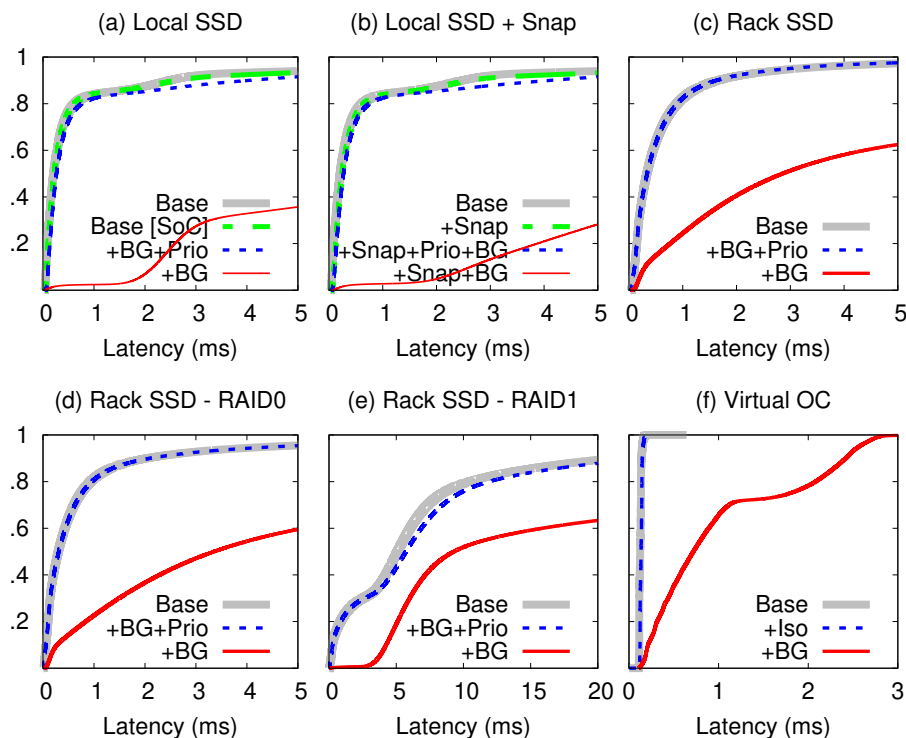 (a) Local SSD
(b) Local SSD + Snap
(c) Rack SSD
1
.8
.6
.4
.2
Base
Base [SoC]
+BG+Prio
+BG
Base
+Snap
+Snap+Prio+BG
+Snap+BG
Base
+BG+Prio
+BG
0 1 2 3 4 5
0 1 2 3 4 5
0 1 2 3 4 5
Latency (ms)
Latency (ms)
Latency (ms)
(d) Rack SSD - RAID0
(e) Rack SSD - RAID1
(f) Virtual OC
1
.8
.6
.4
.2
Base
+BG+Prio
+BG
Base
+BG+Prio
+BG
Base
+Iso
+BG
0 1 2 3 4 5
0 5 10 15 20
0 1 2 3
Latency (ms)
Latency (ms)
Latency (ms)